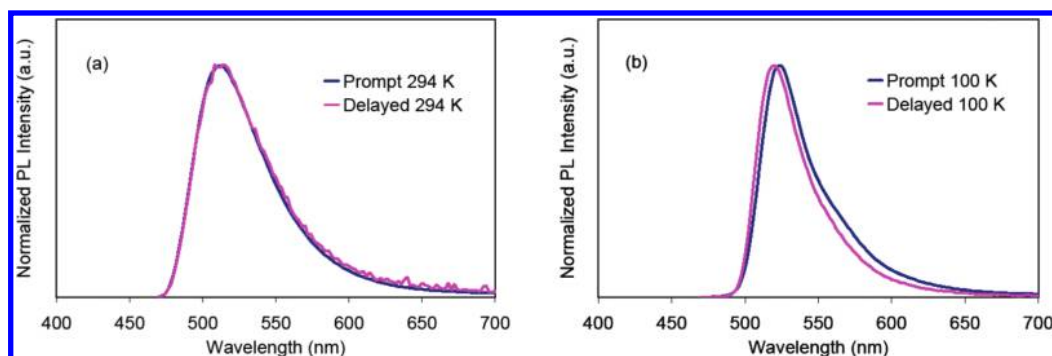 Normalized PL Intensity (a.u.)
(a)
Prompt 294 K
Delayed 294 K
400 450 500 550 600 650 700
Wavelength (nm)
Normalized PL Intensity (a.u.)
(b)
Prompt 100 K
Delayed 100 K
400 450 500 550 600 650 700
Wavelength (nm)